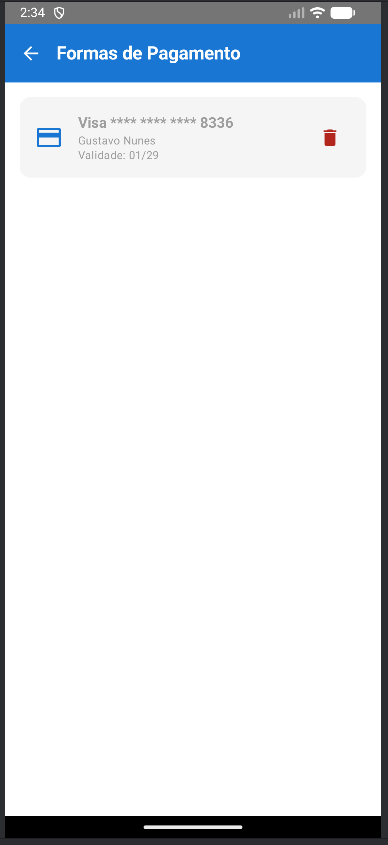 2:34
Formas de Pagamento
Visa **** **** **** 8336
Gustavo Nunes
Validade: 01/29